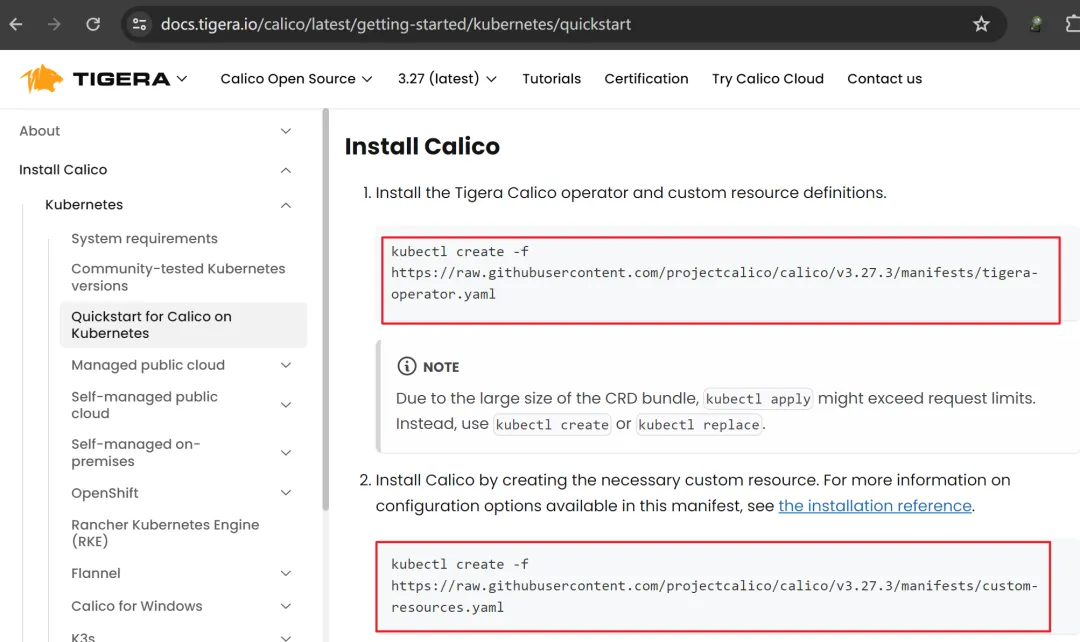 docs.tigera.io/calico/latest/getting-started/kubernetes/quickstart
TIGERA
Calico Open Source
3.27 (latest)
Tutorials
Certification
Try Calico Cloud
Contact us
About
Install Calico
Kubernetes
System requirements
Community-tested Kubernetes
versions
Quickstart for Calico on
Kubernetes
Managed public cloud
Self-managed public
cloud
Self-managed on-
premises
OpenShift
Rancher Kubernetes Engine
(RKE)
Flannel
Calico for Windows
K3s
Install Calico
1. Install the Tigera Calico operator and custom resource definitions.
kubectl create -f
https://raw.githubusercontent.com/projectcalico/calico/v3.27.3/manifests/tigera-
operator.yaml
NOTE
Due to the large size of the CRD bundle, kubectl apply might exceed request limits.
Instead, use kubectl create or kubectl replace.
2. Install Calico by creating the necessary custom resource. For more information on
configuration options available in this manifest, see the installation reference.
kubectl create -f
https://raw.githubusercontent.com/projectcalico/calico/v3.27.3/manifests/custom-
resources.yaml